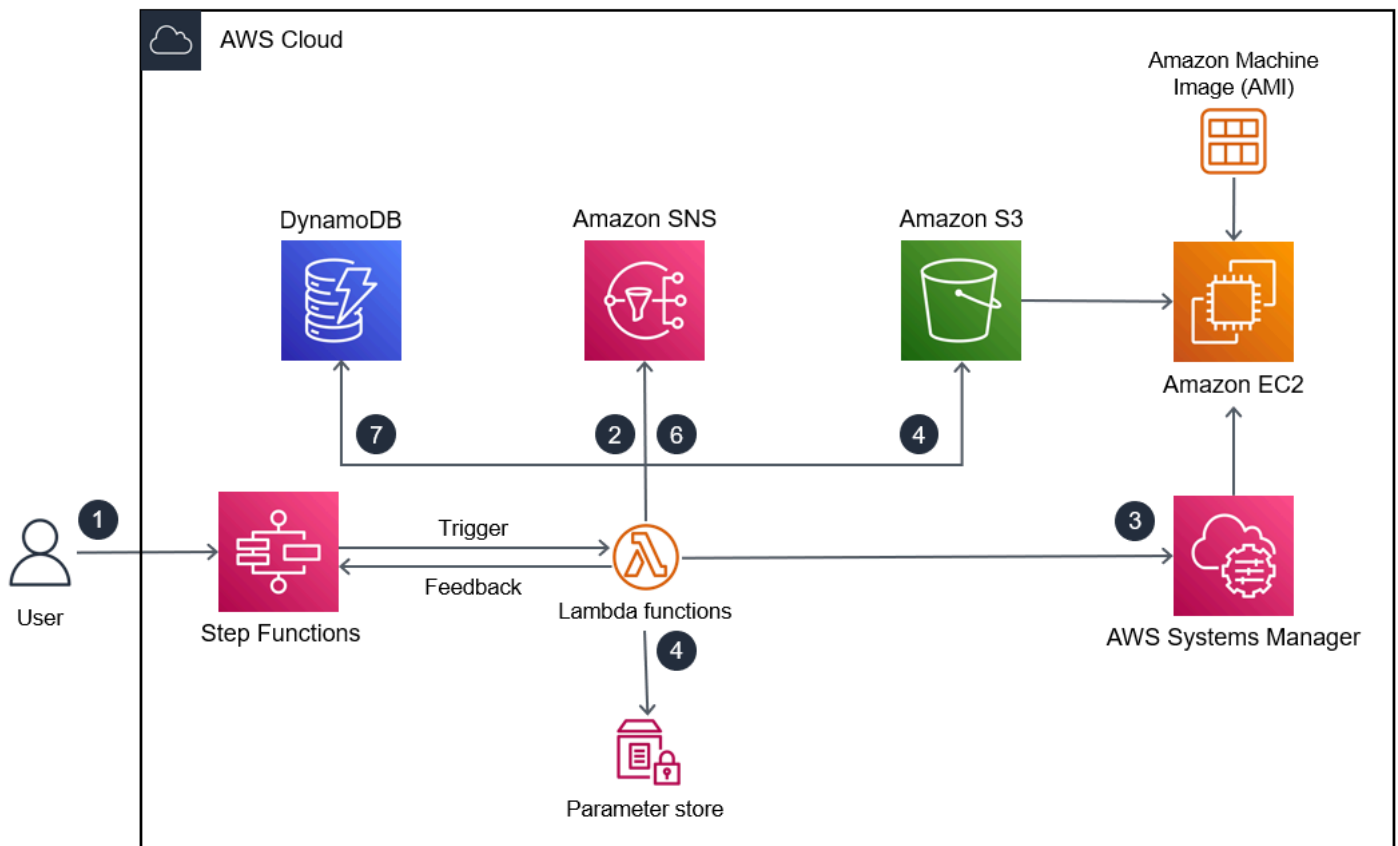 AWS Cloud
Amazon Machine
Image (AMI)
DynamoDB
Amazon SNS
Amazon S3
Amazon EC2
7
2
6
4
1
Trigger
3
Feedback
User
Step Functions
Lambda functions
AWS Systems Manager
4
Parameter store